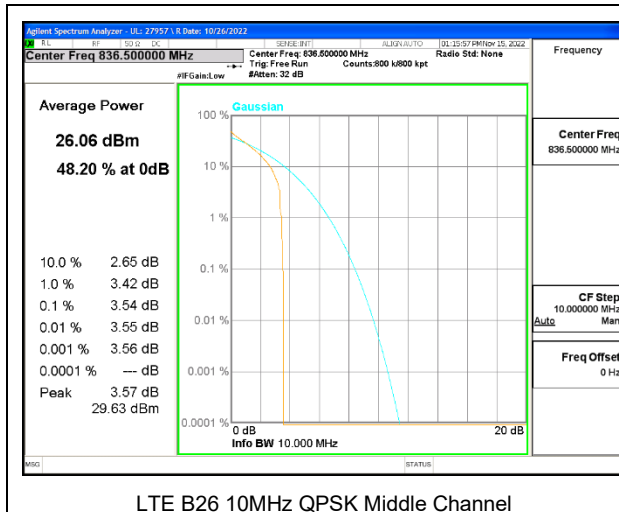 Agilent Spectrum Analyzer - UL: 27957 \ R Date: 10/26/2022
RL RF 50 Ω DC SENSE:INT ALIGN AUTO 01:15:57 PM Nov 15, 2022
Center Freq 836.500000 MHz
Center Freq: 836.500000 MHz Radio Std: None
Trig: Free Run Counts:800 k/800 kpt
#IFGain:Low #Atten: 32 dB
Frequency
Average Power
26.06 dBm
48.20 % at 0dB
10.0 % 2.65 dB
1.0 % 3.42 dB
0.1 % 3.54 dB
0.01 % 3.55 dB
0.001 % 3.56 dB
0.0001 % --- dB
Peak 3.57 dB
29.63 dBm
Gaussian
100 %
10 %
1 %
0.1 %
0.01 %
0.001 %
0.0001 %
0 dB 20 dB
Info BW 10.000 MHz
Center Freq
836.500000 MHz
CF Step
10.000000 MHz
Auto Man
Freq Offset
0 Hz
MSG STATUS
LTE B26 10MHz QPSK Middle Channel